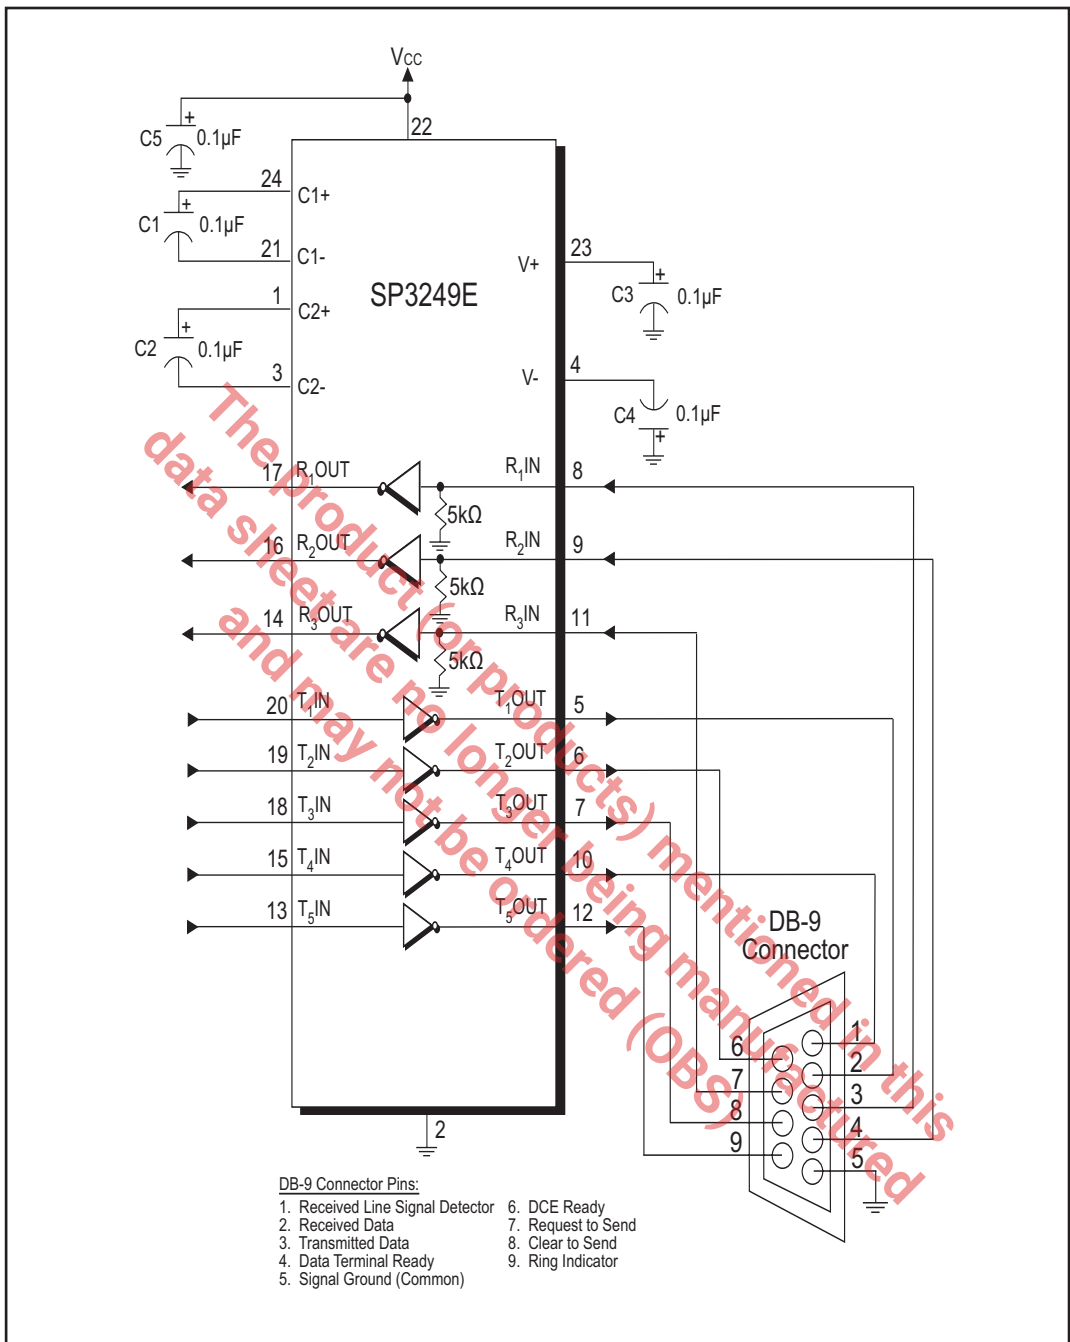 VCC
22
C5
+
0.1µF
24
C1+
C1
+
0.1µF
21
C1-
1
C2+
C2
+
0.1µF
3
C2-
SP3249E
V+
23
+
C3
0.1µF
V-
4
C4
0.1µF
+
17
R1OUT
R1IN
8
5kΩ
16
R2OUT
R2IN
9
5kΩ
14
R3OUT
R3IN
11
5kΩ
20
T1IN
T1OUT
5
19
T2IN
T2OUT
6
18
T3IN
T3OUT
7
15
T4IN
T4OUT
10
13
T5IN
T5OUT
12
2
DB-9
Connector
6
7
8
9
1
2
3
4
5
DB-9 Connector Pins:
1. Received Line Signal Detector
2. Received Data
3. Transmitted Data
4. Data Terminal Ready
5. Signal Ground (Common)
6. DCE Ready
7. Request to Send
8. Clear to Send
9. Ring Indicator
The product (or products) mentioned in this
data sheet are no longer being manufactured
and may not be ordered (OBS)